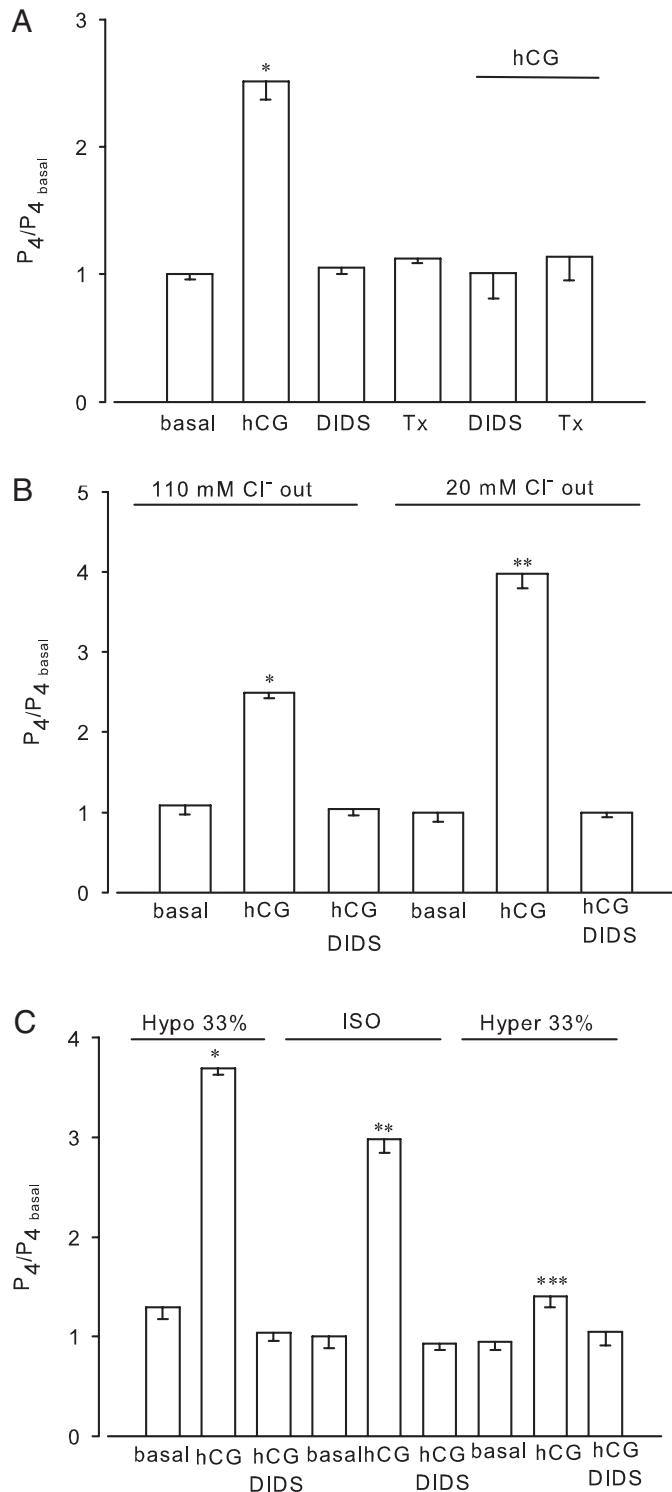 A
3
2
1
0
P4/P4 basal
*
hCG
basal hCG DIDS Tx DIDS Tx
B
5
4
3
2
1
0
P4/P4 basal
110 mM Cl⁻ out 20 mM Cl⁻ out
*
**
basal hCG hCG DIDS basal hCG hCG DIDS
C
4
3
2
1
0
P4/P4 basal
Hypo 33% ISO Hyper 33%
*
**
***
basal hCG hCG DIDS basal hCG hCG DIDS basal hCG hCG DIDS